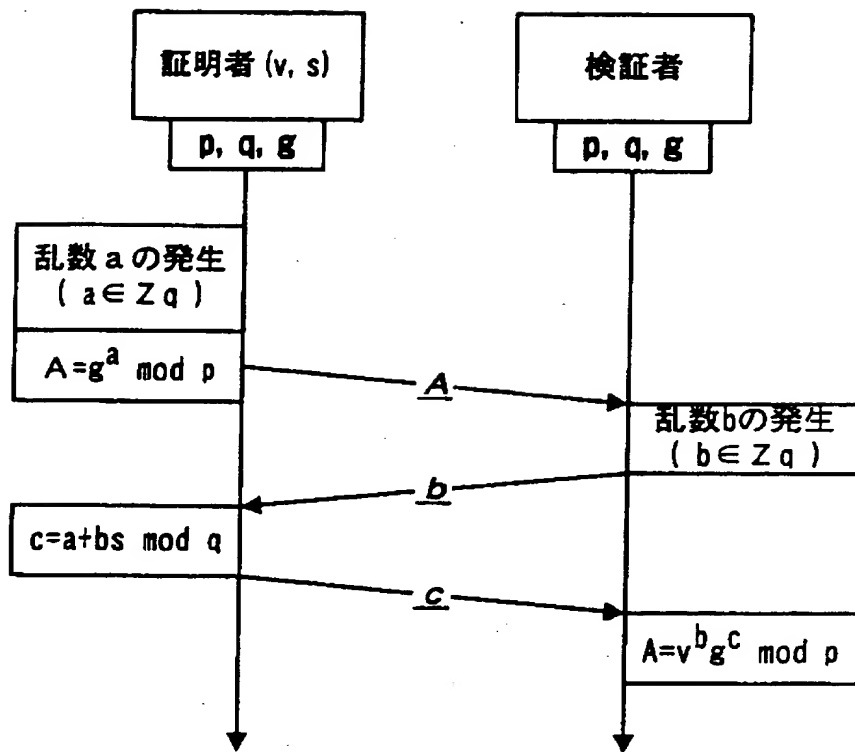 証明者(v, s)
検証者
p, q, g
p, q, g
乱数aの発生
( a∈Zq )
A=g^a mod p
A
乱数bの発生
( b∈Zq )
b
c=a+bs mod q
c
A=v^b g^c mod p